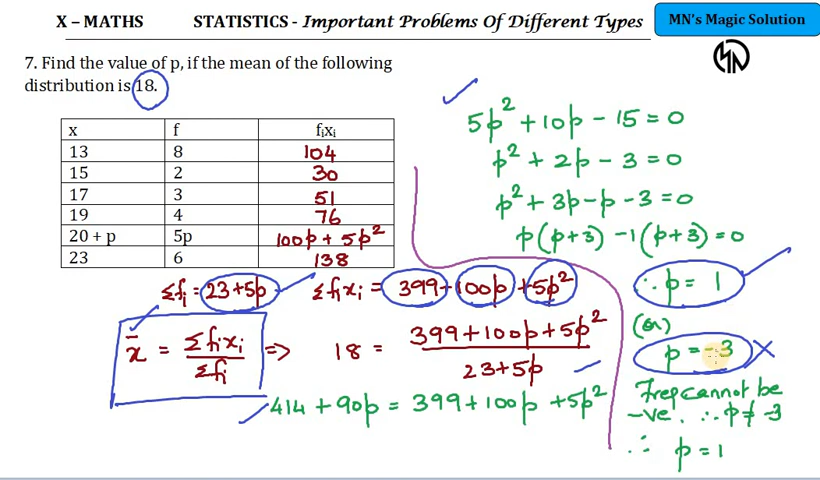 X – MATHS STATISTICS - Important Problems Of Different Types MN's Magic Solution
MN
7. Find the value of p, if the mean of the following
distribution is 18.
x f fᵢxᵢ
13 8 104
15 2 30
17 3 51
19 4 76
20 + p 5p 100p + 5p²
23 6 138
Σfᵢ = 23+5p Σfᵢxᵢ = 399+100p+5p²
x̄ = Σfᵢxᵢ / Σfᵢ ⇒ 18 = 399+100p+5p² / 23+5p
414 + 90p = 399+100p+5p²
5p² + 10p - 15 = 0
p² + 2p - 3 = 0
p² + 3p - p - 3 = 0
p(p+3) -1(p+3) = 0
∴ p = 1
(or)
p = -3 X
Freq cannot be
-ve. ∴ p ≠ -3
∴ p = 1